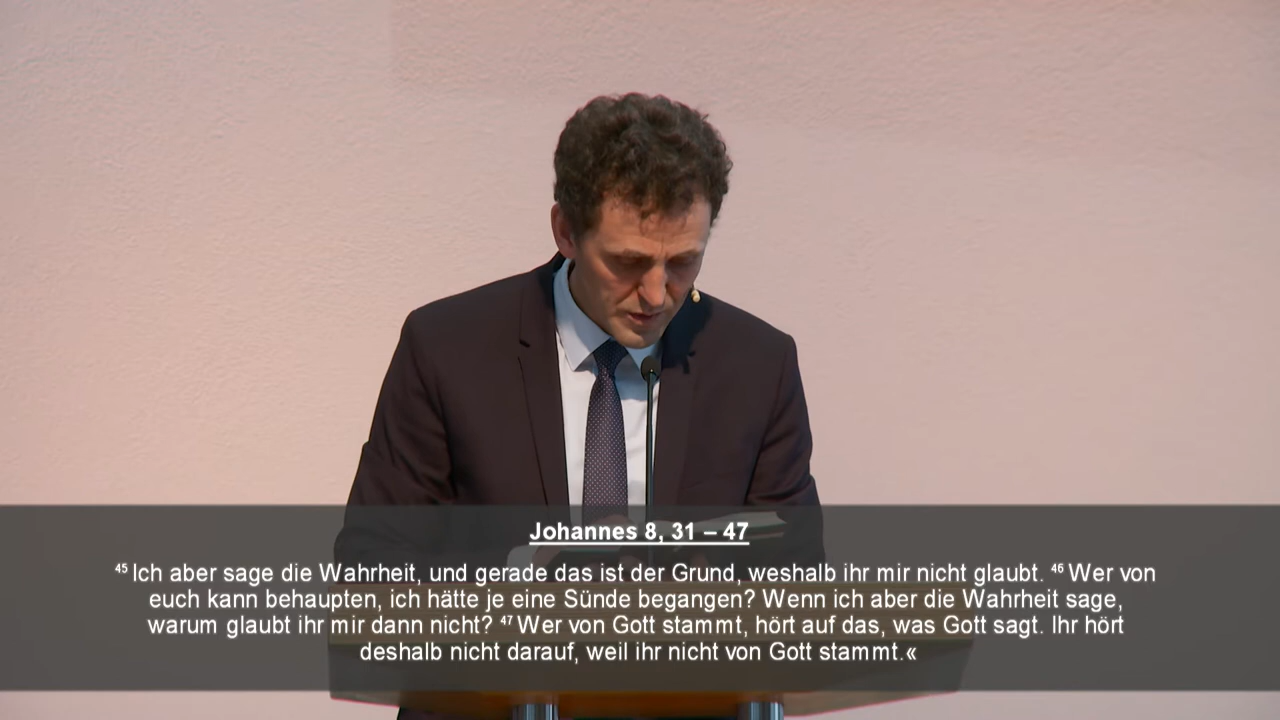 Johannes 8, 31 – 47
⁴⁵ Ich aber sage die Wahrheit, und gerade das ist der Grund, weshalb ihr mir nicht glaubt. ⁴⁶ Wer von
euch kann behaupten, ich hätte je eine Sünde begangen? Wenn ich aber die Wahrheit sage,
warum glaubt ihr mir dann nicht? ⁴⁷ Wer von Gott stammt, hört auf das, was Gott sagt. Ihr hört
deshalb nicht darauf, weil ihr nicht von Gott stammt.«